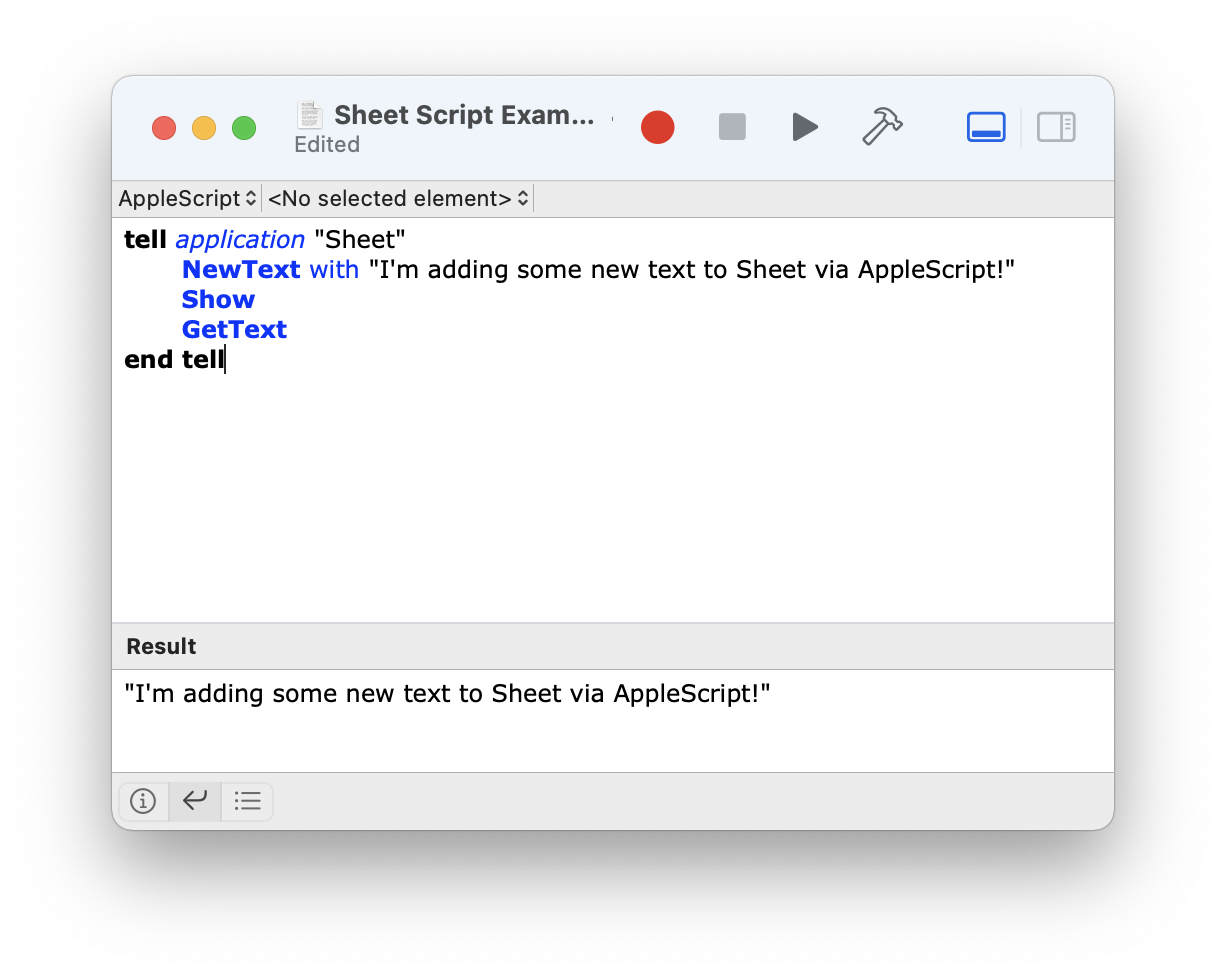 Sheet Script Exam...
Edited
AppleScript <No selected element>
tell application "Sheet"
NewText with "I'm adding some new text to Sheet via AppleScript!"
Show
GetText
end tell
Result
"I'm adding some new text to Sheet via AppleScript!"